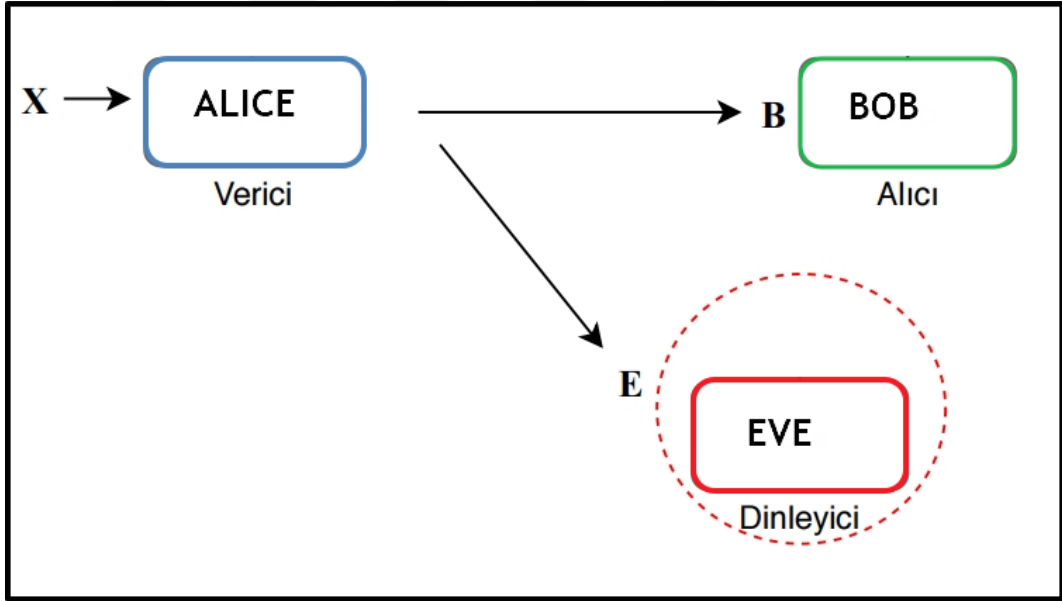 X
ALICE
Verici
B
BOB
Alıcı
E
EVE
Dinleyici